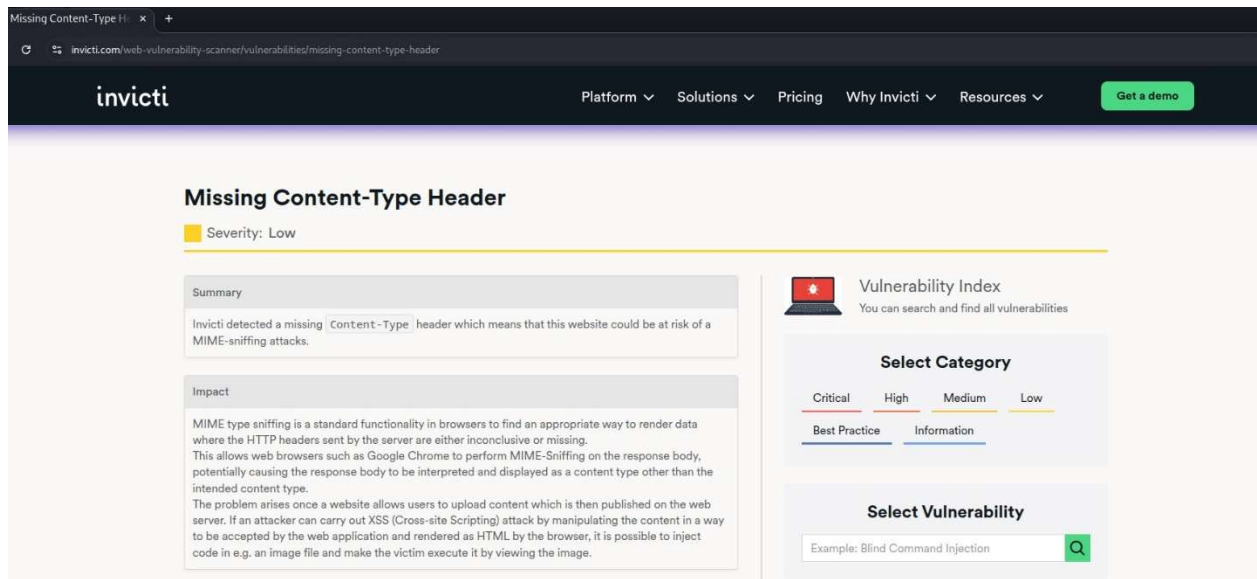 Missing Content-Type H
invicti.com/web-vulnerability-scanner/vulnerabilities/missing-content-type-header
invicti
Platform
Solutions
Pricing
Why Invicti
Resources
Get a demo
Missing Content-Type Header
Severity: Low
Summary
Invicti detected a missing Content-Type header which means that this website could be at risk of a
MIME-sniffing attacks.
Impact
MIME type sniffing is a standard functionality in browsers to find an appropriate way to render data
where the HTTP headers sent by the server are either inconclusive or missing.
This allows web browsers such as Google Chrome to perform MIME-Sniffing on the response body,
potentially causing the response body to be interpreted and displayed as a content type other than the
intended content type.
The problem arises once a website allows users to upload content which is then published on the web
server. If an attacker can carry out XSS (Cross-site Scripting) attack by manipulating the content in a way
to be accepted by the web application and rendered as HTML by the browser, it is possible to inject
code in e.g. an image file and make the victim execute it by viewing the image.
Vulnerability Index
You can search and find all vulnerabilities
Select Category
Critical
High
Medium
Low
Best Practice
Information
Select Vulnerability
Example: Blind Command Injection